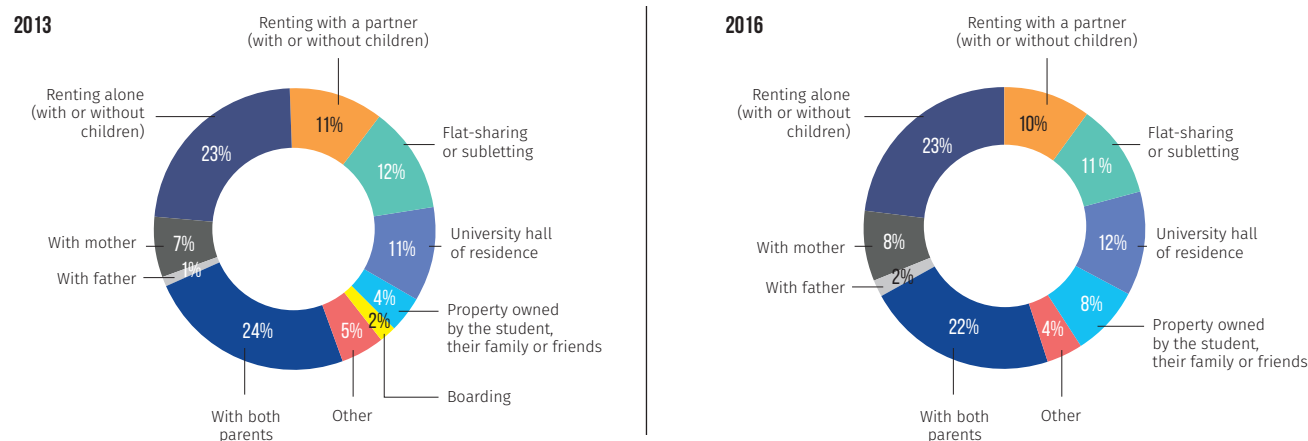 2013
Renting with a partner
(with or without children)
Renting alone
(with or without
children)
11%
23%
Flat-sharing
or subletting
12%
University hall
of residence
11%
With mother
7%
With father
1%
4%
Property owned
by the student,
their family or friends
2%
Boarding
24%
5%
With both
parents
Other
2016
Renting with a partner
(with or without children)
Renting alone
(with or without
children)
10%
23%
Flat-sharing
or subletting
11%
University hall
of residence
12%
With mother
8%
With father
2%
8%
Property owned
by the student,
their family or friends
22%
4%
With both
parents
Other